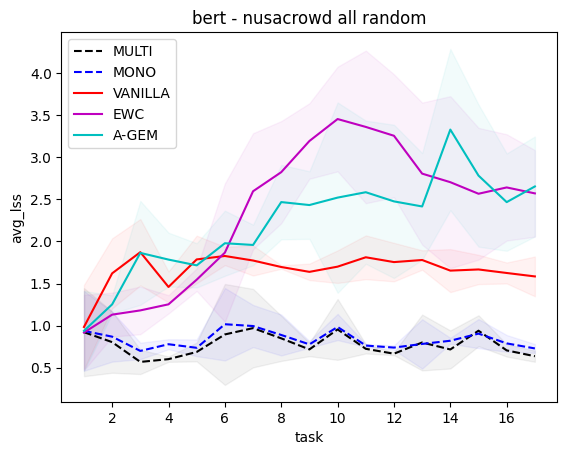 bert - nusacrowd all random
MULTI
MONO
VANILLA
EWC
A-GEM
4.0
3.5
3.0
2.5
2.0
1.5
1.0
0.5
avg_lss
2 4 6 8 10 12 14 16
task